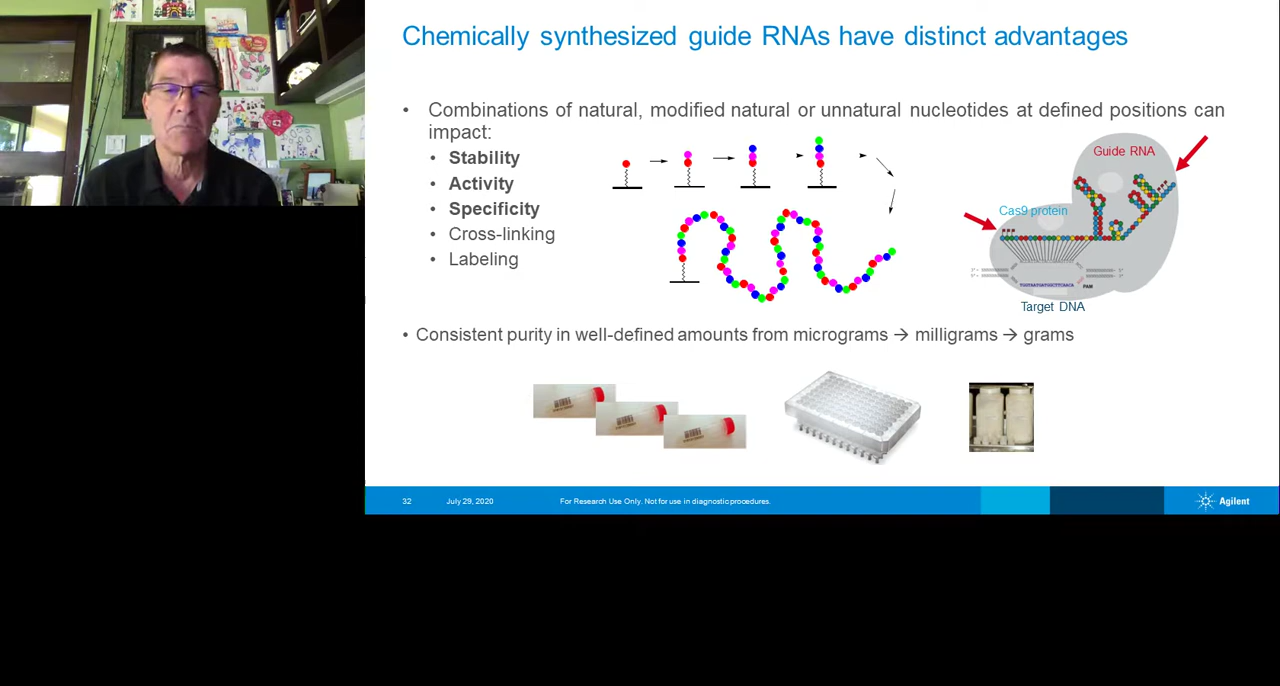 Chemically synthesized guide RNAs have distinct advantages
• Combinations of natural, modified natural or unnatural nucleotides at defined positions can
impact:
• Stability
• Activity
• Specificity
• Cross-linking
• Labeling
Guide RNA
Cas9 protein
PAM
Target DNA
• Consistent purity in well-defined amounts from micrograms → milligrams → grams
32
July 29, 2020
For Research Use Only. Not for use in diagnostic procedures.
Agilent